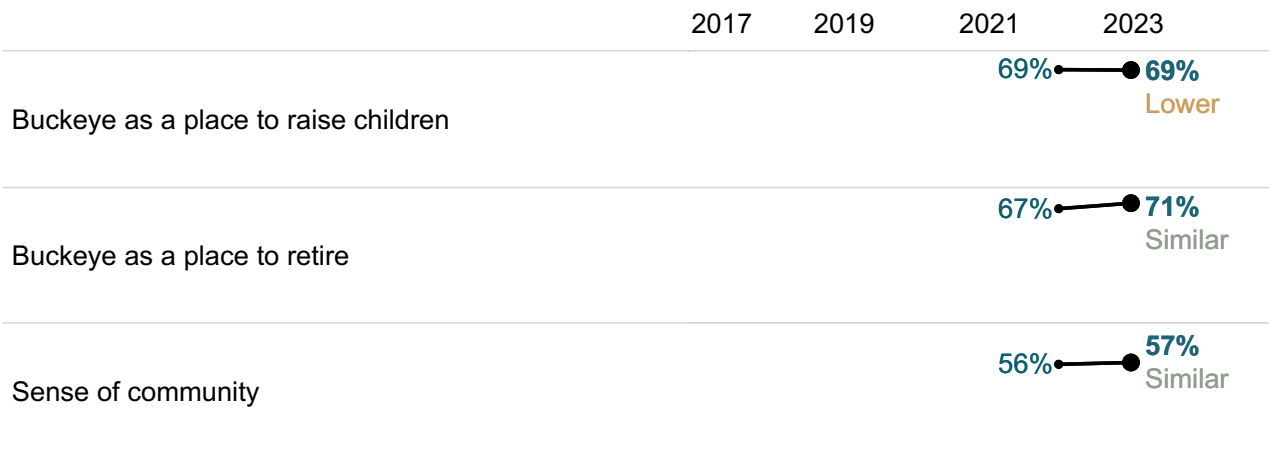 2017 2019 2021 2023
69% 69%
Lower
Buckeye as a place to raise children
67% 71%
Similar
Buckeye as a place to retire
57%
56%
Similar
Sense of community